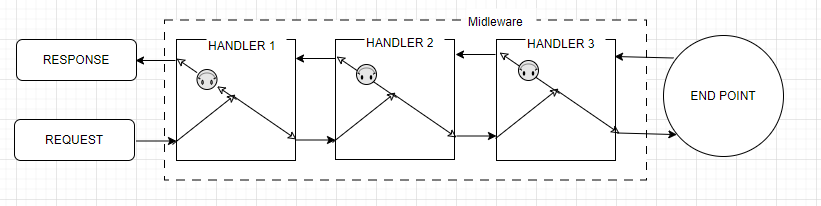 Midleware
RESPONSE
HANDLER 1
HANDLER 2
HANDLER 3
END POINT
REQUEST